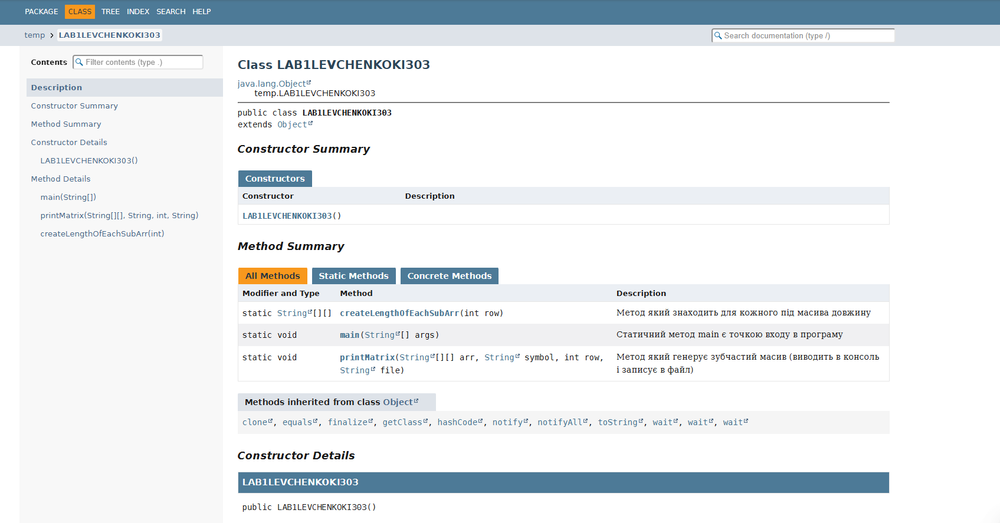 PACKAGE CLASS TREE INDEX SEARCH HELP
temp > LAB1LEVCHENKOKI303 Search documentation (type /)
Contents Filter contents (type .)
Description
Constructor Summary
Method Summary
Constructor Details
LAB1LEVCHENKOKI303()
Method Details
main(String[])
printMatrix(String[][], String, int, String)
createLengthOfEachSubArr(int)
Class LAB1LEVCHENKOKI303
java.lang.Object
temp.LAB1LEVCHENKOKI303
public class LAB1LEVCHENKOKI303
extends Object
Constructor Summary
Constructors
Constructor Description
LAB1LEVCHENKOKI303()
Method Summary
All Methods Static Methods Concrete Methods
Modifier and Type Method Description
static String[][] createLengthOfEachSubArr(int row) Метод який знаходить для кожного під масива довжину
static void main(String[] args) Статичний метод main є точкою входу в програму
static void printMatrix(String[][] arr, String symbol, int row, Метод який генерує зубчастий масив (виводить в консоль
String file) і записує в файл)
Methods inherited from class Object
clone, equals, finalize, getClass, hashCode, notify, notifyAll, toString, wait, wait, wait
Constructor Details
LAB1LEVCHENKOKI303
public LAB1LEVCHENKOKI303()